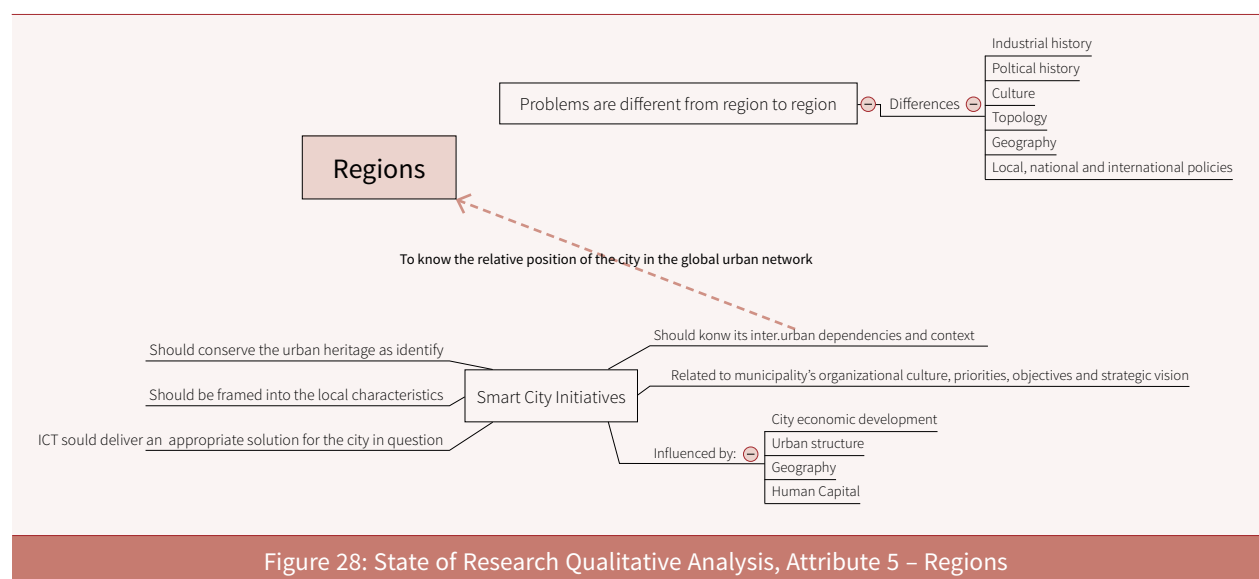 Industrial history
Poltical history
Culture
Problems are different from region to region
Differences
Topology
Geography
Local, national and international policies
Regions
To know the relative position of the city in the global urban network
Should konw its inter.urban dependencies and context
Should conserve the urban heritage as identify
Related to municipality's organizational culture, priorities, objectives and strategic vision
Should be framed into the local characteristics
Smart City Initiatives
City economic development
ICT sould deliver an appropriate solution for the city in question
Urban structure
Influenced by:
Geography
Human Capital
Figure 28: State of Research Qualitative Analysis, Attribute 5 – Regions